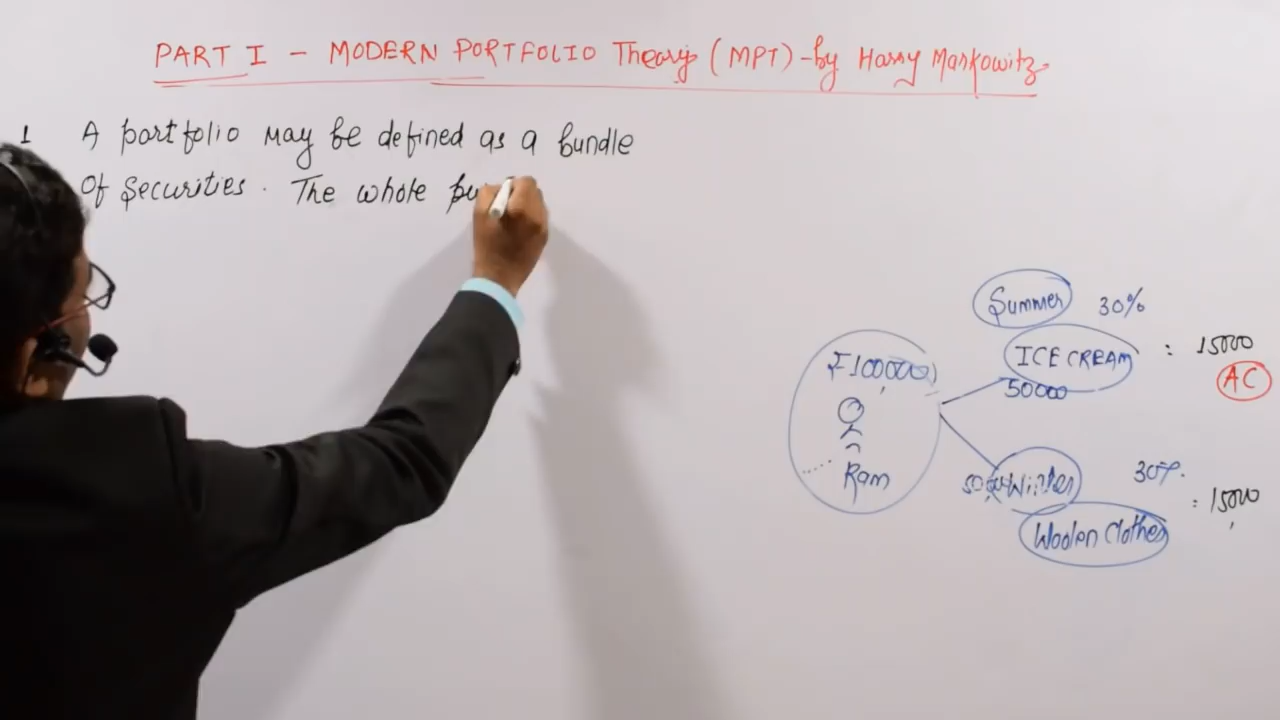 PART I - MODERN PORTFOLIO Theory (MPT) - by Harry Markowitz
1 A portfolio may be defined as a bundle
of securities. The whole
Summer 30%
ICE CREAM : 15000
₹100000 50000 AC
Ram
Winter 30%
Woolen Clothes = 15000